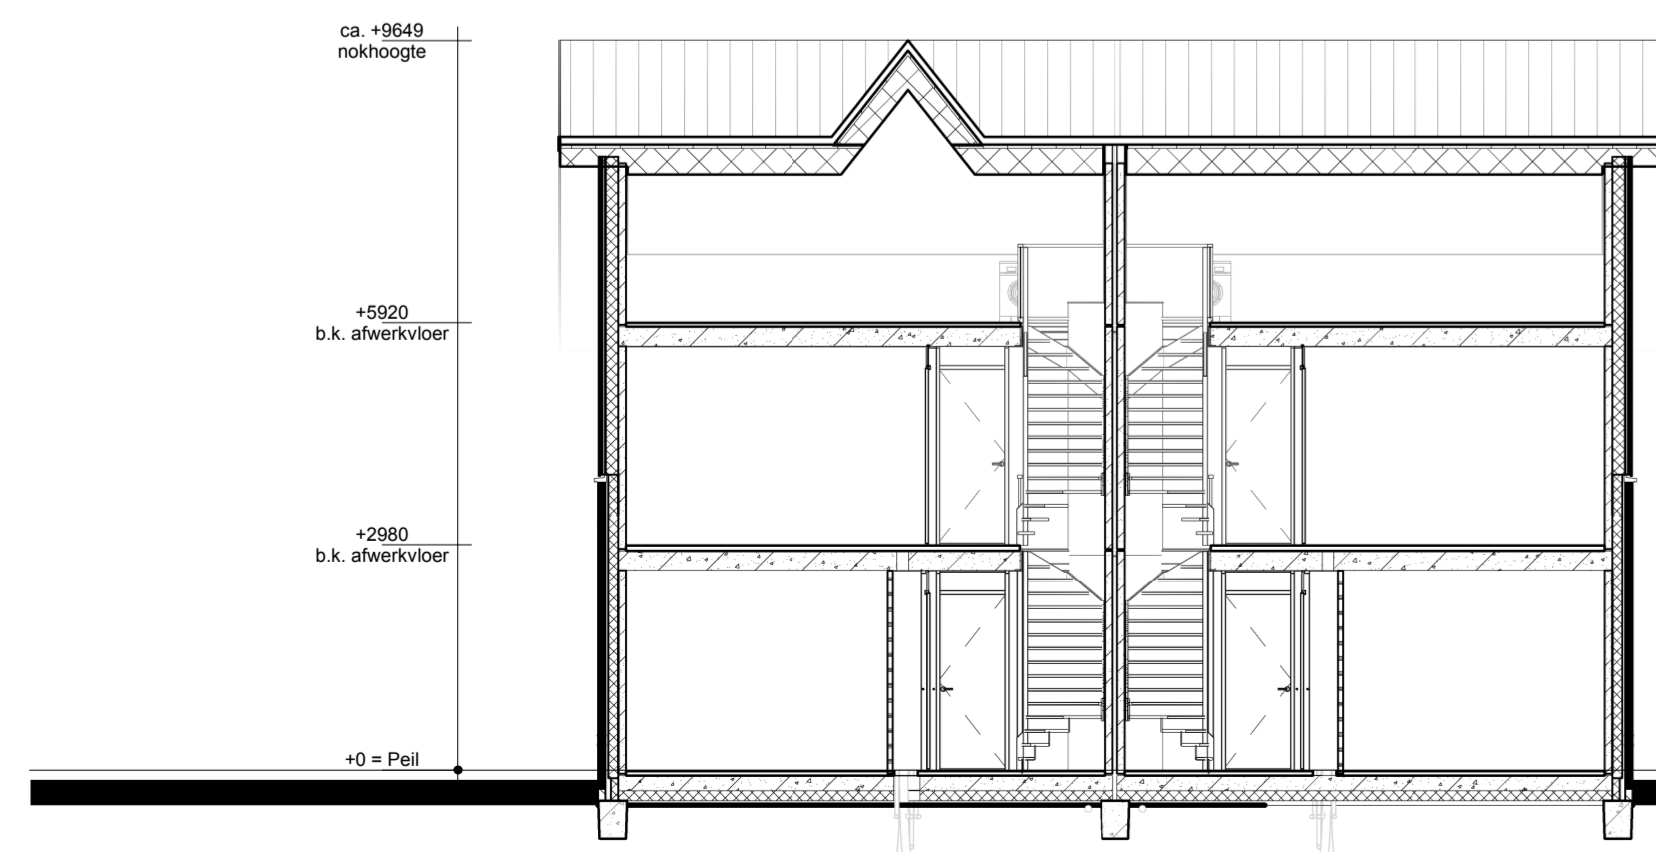 ca. +9649
nokhoogte
+5920
b.k. afwerkvloer
+2980
b.k. afwerkvloer
+0 = Peil